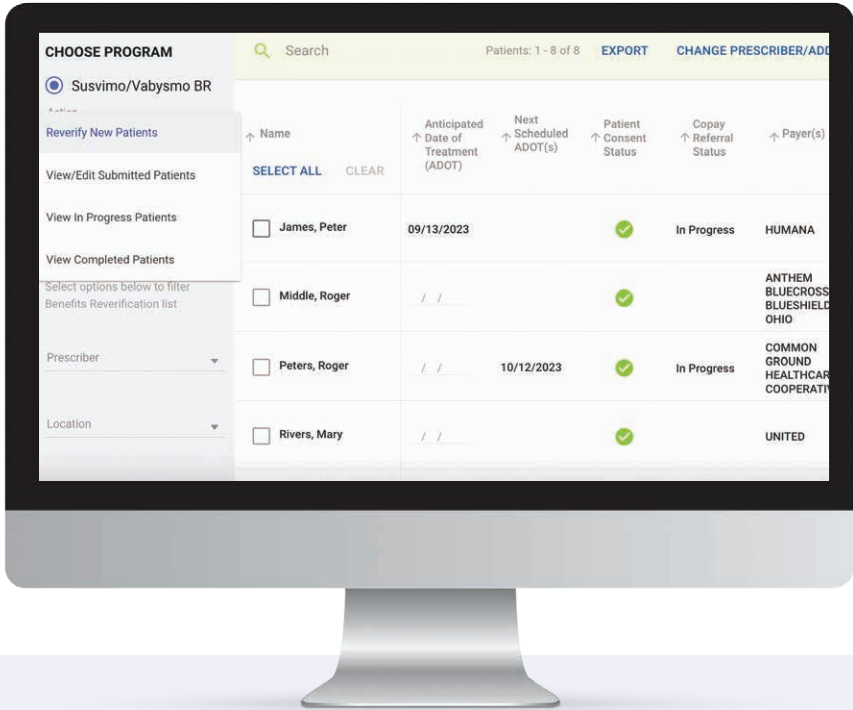 CHOOSE PROGRAM
Susvimo/Vabysmo BR
Reverify New Patients
View/Edit Submitted Patients
View In Progress Patients
View Completed Patients
Select options below to filter
Benefits Reverification list
Prescriber
Location
Search
Patients: 1 - 8 of 8
EXPORT
CHANGE PRESCRIBER/ADD
Name
SELECT ALL
CLEAR
Anticipated
Date of
Treatment
(ADOT)
Next
Scheduled
ADOT(s)
Patient
Consent
Status
Copay
Referral
Status
Payer(s)
James, Peter
09/13/2023
In Progress
HUMANA
Middle, Roger
/ /
ANTHEM
BLUECROSS
BLUESHIELD
OHIO
Peters, Roger
/ /
10/12/2023
In Progress
COMMON
GROUND
HEALTHCAR
COOPERATI
Rivers, Mary
/ /
UNITED